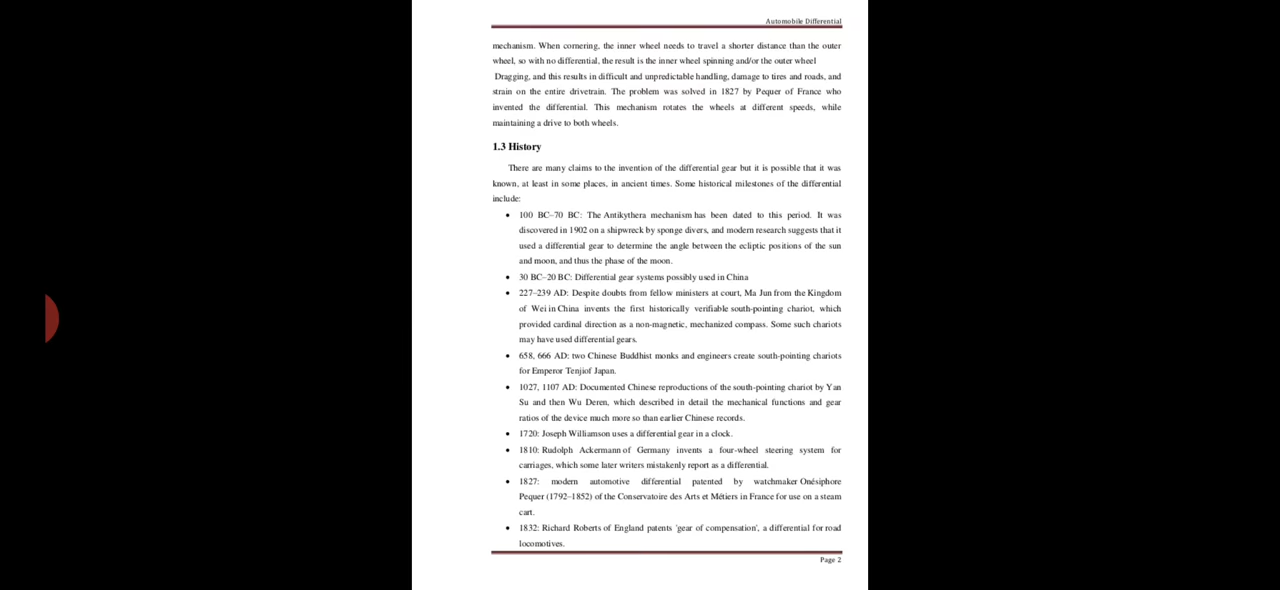 Automobile Differential
mechanism. When cornering, the inner wheel needs to travel a shorter distance than the outer
wheel, so with no differential, the result is the inner wheel spinning and/or the outer wheel
Dragging, and this results in difficult and unpredictable handling, damage to tires and roads, and
strain on the entire drivetrain. The problem was solved in 1827 by Pequer of France who
invented the differential. This mechanism rotates the wheels at different speeds, while
maintaining a drive to both wheels.
1.3 History
There are many claims to the invention of the differential gear but it is possible that it was
known, at least in some places, in ancient times. Some historical milestones of the differential
include:
• 100 BC–70 BC: The Antikythera mechanism has been dated to this period. It was
discovered in 1902 on a shipwreck by sponge divers, and modern research suggests that it
used a differential gear to determine the angle between the ecliptic positions of the sun
and moon, and thus the phase of the moon.
• 30 BC–20 BC: Differential gear systems possibly used in China
• 227–239 AD: Despite doubts from fellow ministers at court, Ma Jun from the Kingdom
of Wei in China invents the first historically verifiable south-pointing chariot, which
provided cardinal direction as a non-magnetic, mechanized compass. Some such chariots
may have used differential gears.
• 658, 666 AD: two Chinese Buddhist monks and engineers create south-pointing chariots
for Emperor Tenjiof Japan.
• 1027, 1107 AD: Documented Chinese reproductions of the south-pointing chariot by Yan
Su and then Wu Deren, which described in detail the mechanical functions and gear
ratios of the device much more so than earlier Chinese records.
• 1720: Joseph Williamson uses a differential gear in a clock.
• 1810: Rudolph Ackermann of Germany invents a four-wheel steering system for
carriages, which some later writers mistakenly report as a differential.
• 1827: modern automotive differential patented by watchmaker Onésiphore
Pequer (1792–1852) of the Conservatoire des Arts et Métiers in France for use on a steam
cart.
• 1832: Richard Roberts of England patents 'gear of compensation', a differential for road
locomotives.
Page 2